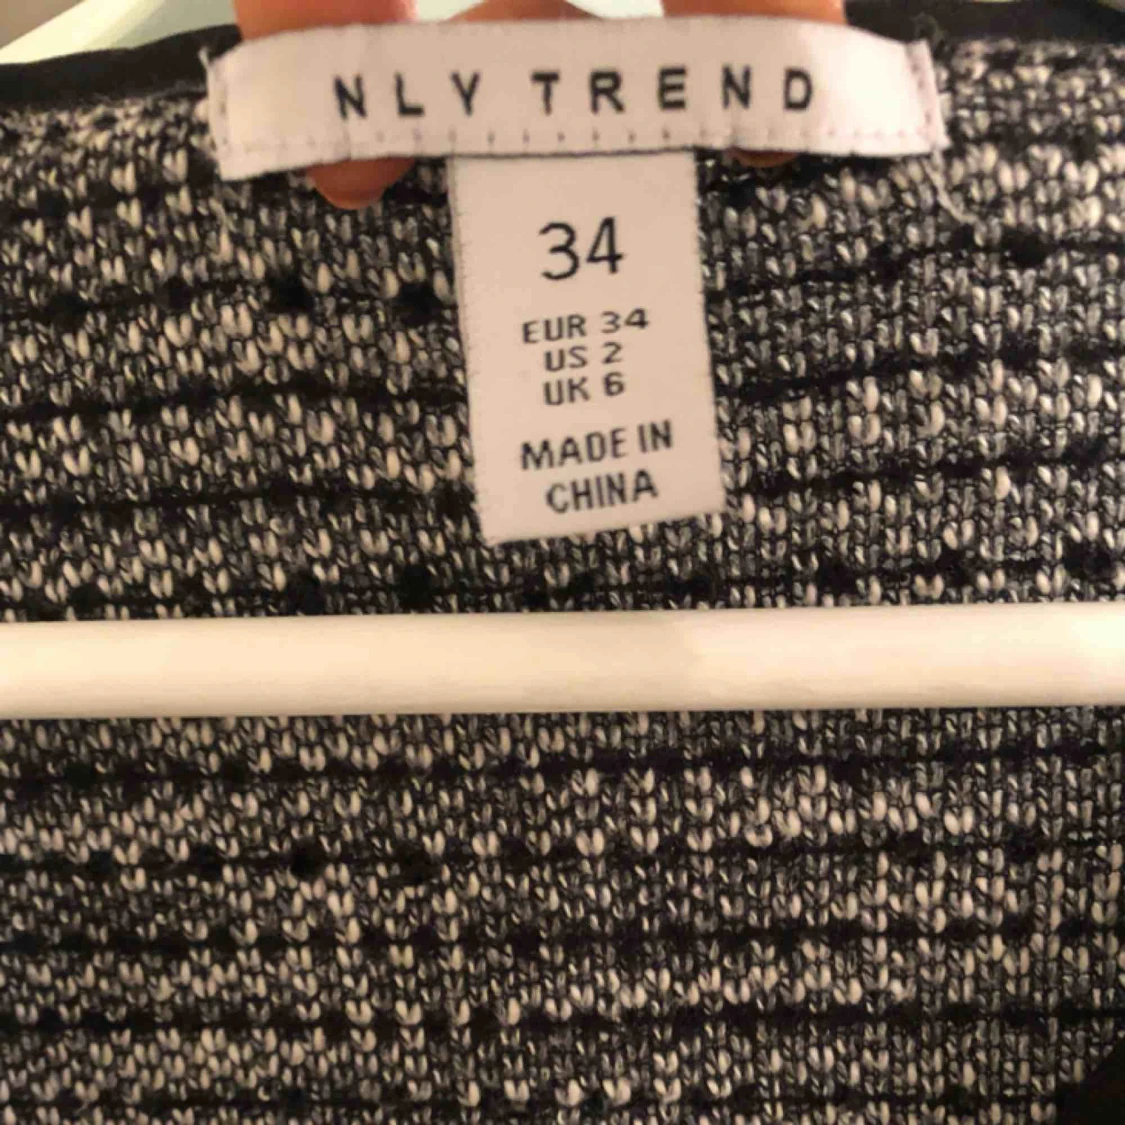 NLY TREND
34
EUR 34
US 2
UK 6
MADE IN
CHINA